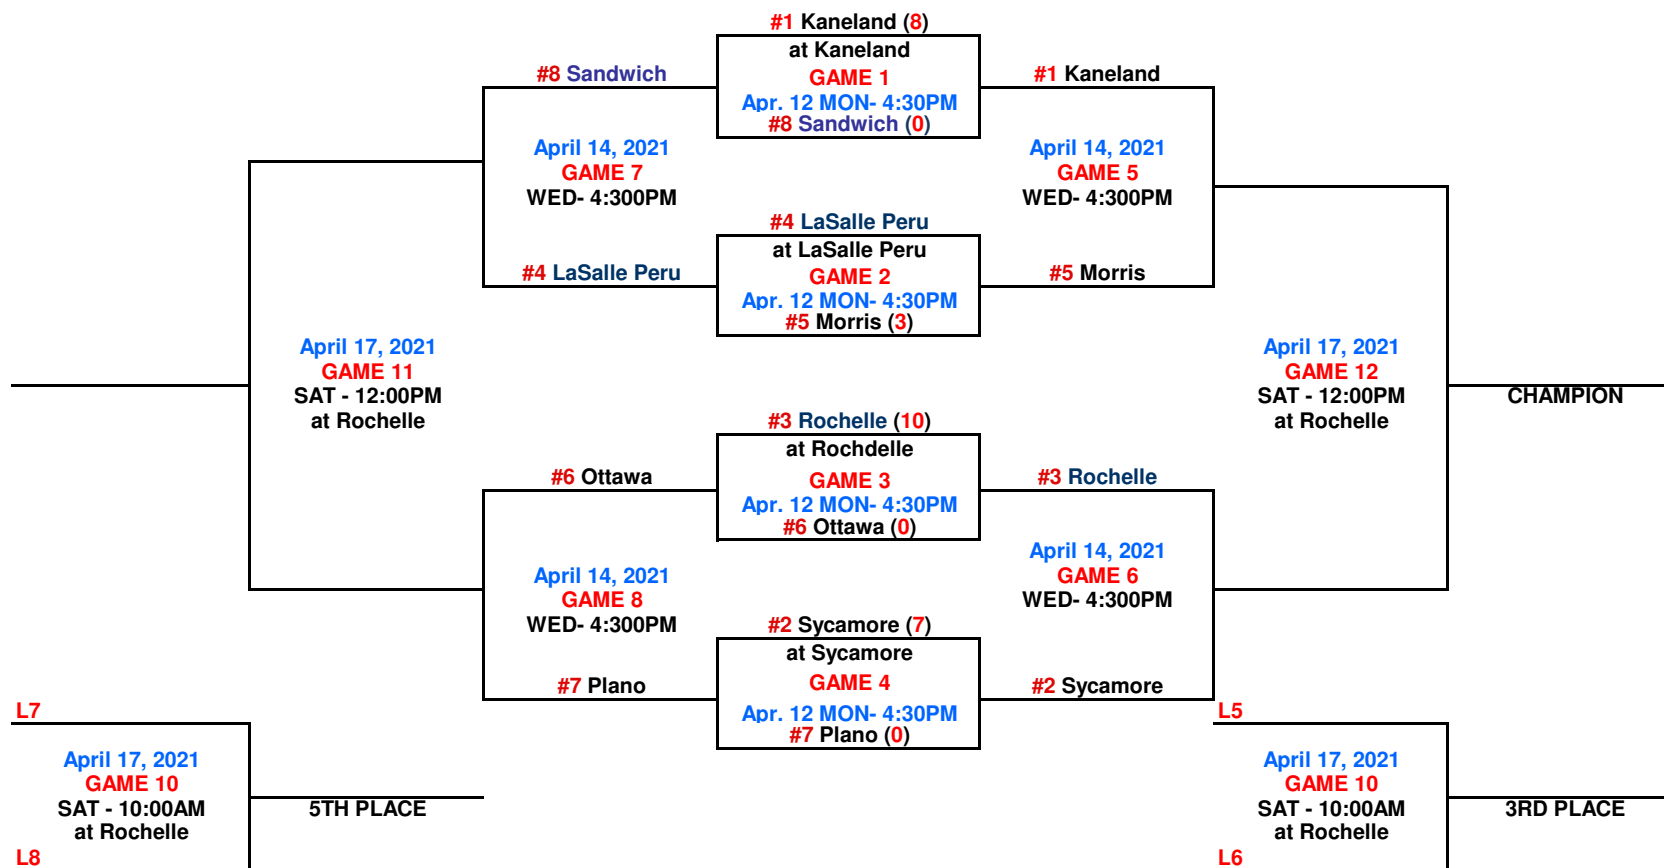 #1 Kaneland (8)
at Kaneland
#8 Sandwich
GAME 1
#1 Kaneland
Apr. 12 MON- 4:30PM
#8 Sandwich (0)
April 14, 2021
GAME 7
WED- 4:300PM
April 14, 2021
GAME 5
WED- 4:300PM
#4 LaSalle Peru
at LaSalle Peru
#4 LaSalle Peru
GAME 2
#5 Morris
Apr. 12 MON- 4:30PM
#5 Morris (3)
April 17, 2021
GAME 11
SAT - 12:00PM
at Rochelle
April 17, 2021
GAME 12
SAT - 12:00PM
at Rochelle
CHAMPION
#3 Rochelle (10)
at Rochdelle
#6 Ottawa
GAME 3
#3 Rochelle
Apr. 12 MON- 4:30PM
#6 Ottawa (0)
April 14, 2021
GAME 8
WED- 4:300PM
April 14, 2021
GAME 6
WED- 4:300PM
#2 Sycamore (7)
at Sycamore
#7 Plano
GAME 4
#2 Sycamore
Apr. 12 MON- 4:30PM
#7 Plano (0)
L7
April 17, 2021
GAME 10
SAT - 10:00AM
at Rochelle
L8
5TH PLACE
L5
April 17, 2021
GAME 10
SAT - 10:00AM
at Rochelle
L6
3RD PLACE